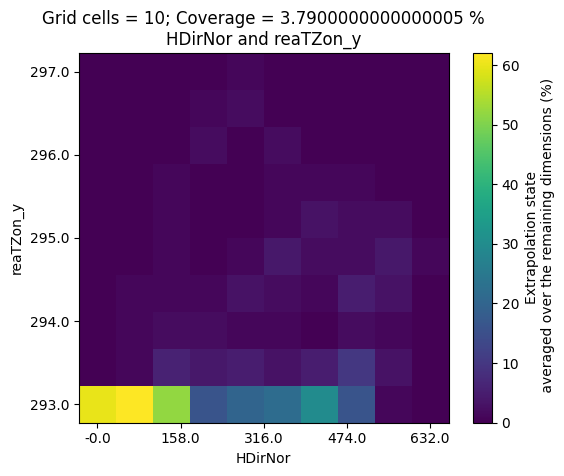 Grid cells = 10; Coverage = 3.7900000000000005 %
HDirNor and reaTZon_y
297.0
296.0
295.0
294.0
293.0
reaTZon_y
-0.0
158.0
316.0
474.0
632.0
HDirNor
60
50
40
30
20
10
0
Extrapolation state
averaged over the remaining dimensions (%)